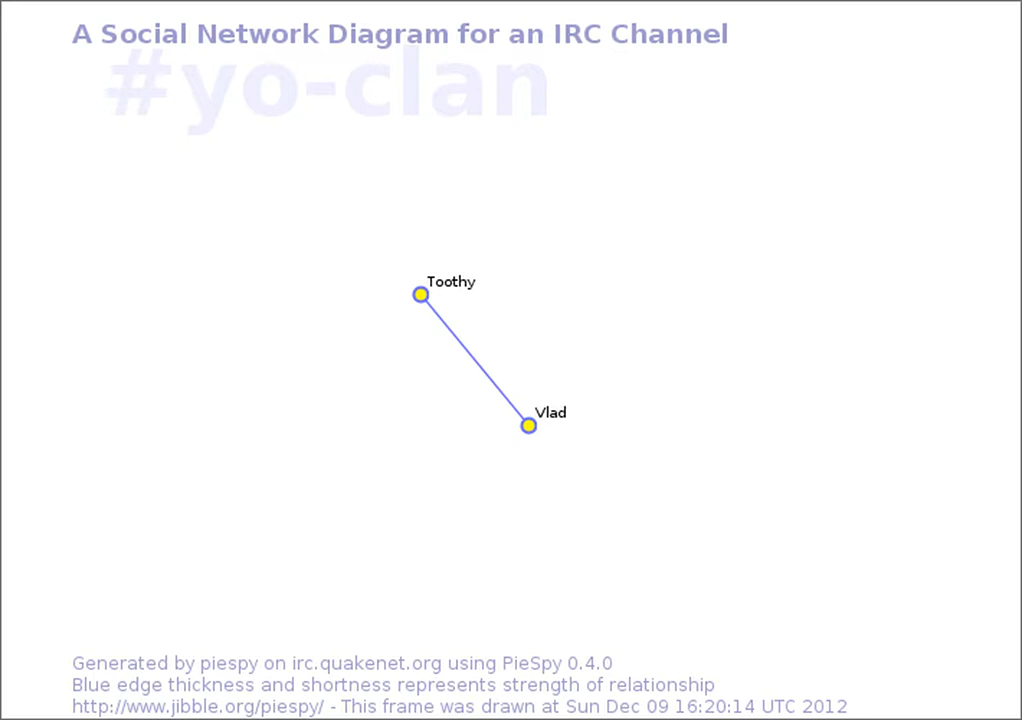 A Social Network Diagram for an IRC Channel
#yo-clan
Toothy
Vlad
Generated by piespy on irc.quakenet.org using PieSpy 0.4.0
Blue edge thickness and shortness represents strength of relationship
http://www.jibble.org/piespy/ - This frame was drawn at Sun Dec 09 16:20:14 UTC 2012